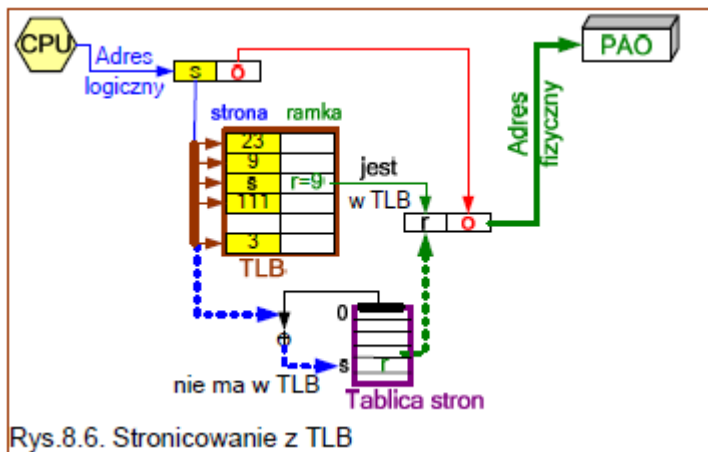 CPU
Adres
logiczny
s o
PAO
strona ramka
23
9
s r=9
111
3
TLB
jest
w TLB
r o
Adres
fizyczny
0
s r
nie ma w TLB
Tablica stron
Rys.8.6. Stronicowanie z TLB